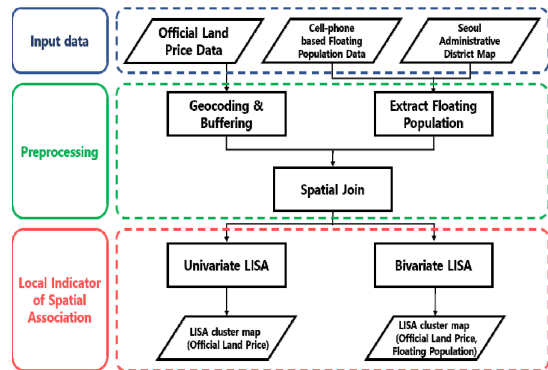 Input data
Official Land
Price Data
Cell-phone
based Floating
Population Data
Seoul
Administrative
District Map
Preprocessing
Geocoding &
Buffering
Extract Floating
Population
Spatial Join
Local Indicator
of Spatial
Association
Univariate LISA
Bivariate LISA
LISA cluster map
(Official Land Price)
LISA cluster map
(Official Land Price,
Floating Population)